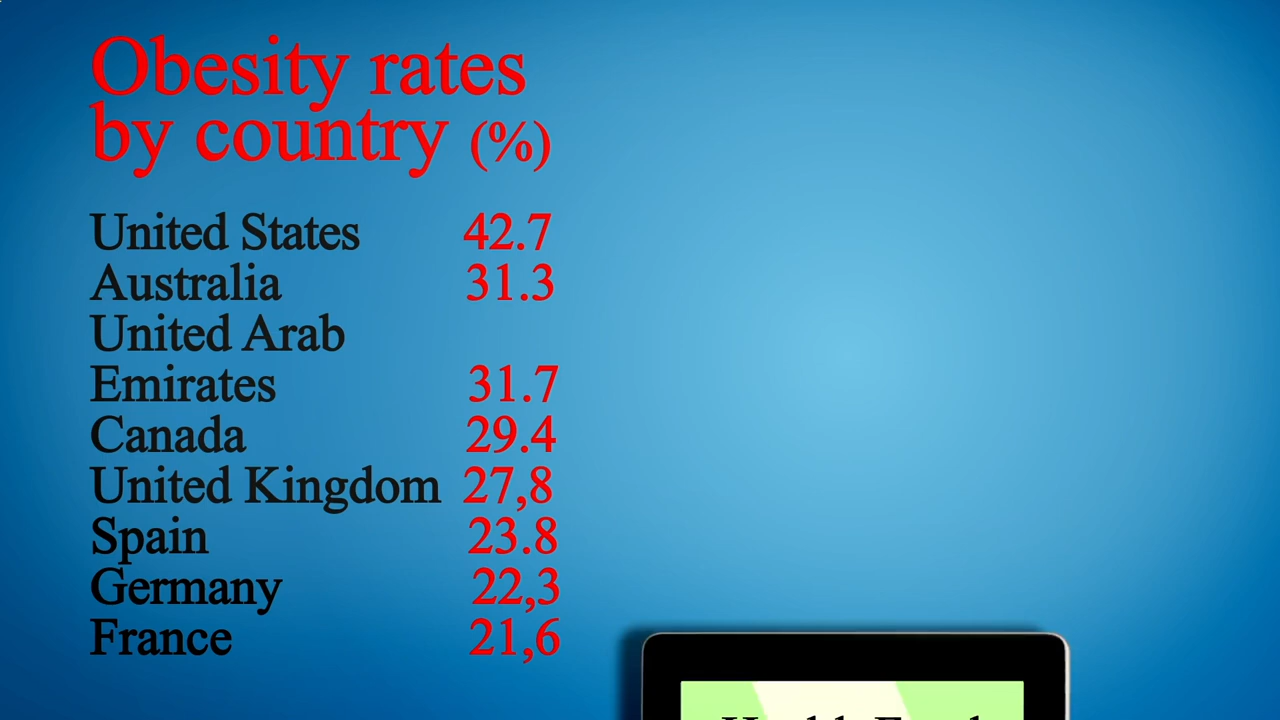 Obesity rates
by country (%)
United States 42.7
Australia 31.3
United Arab
Emirates 31.7
Canada 29.4
United Kingdom 27,8
Spain 23.8
Germany 22,3
France 21,6